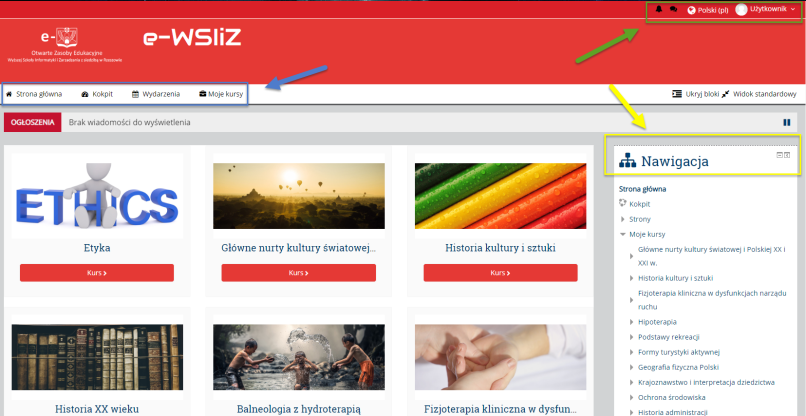 Polski (pl) Użytkownik
e-
Otwarte Zasoby Edukacyjne
Wyższej Szkoły Informatyki i Zarządzania z siedzibą w Rzeszowie
e-WSIiZ
Strona główna Kokpit Wydarzenia Moje kursy
Ukryj bloki Widok standardowy
OGŁOSZENIA Brak wiadomości do wyświetlenia
ETHICS
Etyka
Kurs
Główne nurty kultury światowej...
Kurs
Historia kultury i sztuki
Kurs
Historia XX wieku
Balneologia z hydroterapią
Fizjoterapia kliniczna w dysfun...
Nawigacja
Strona główna
Kokpit
Strony
Moje kursy
Główne nurty kultury światowej i Polskiej XX i
XXI w.
Historia kultury i sztuki
Fizjoterapia kliniczna w dysfunkcjach narządu
ruchu
Hipoterapia
Podstawy rekreacji
Formy turystyki aktywnej
Geografia fizyczna Polski
Krajoznawstwo i interpretacja dziedzictwa
Ochrona środowiska
Historia administracji